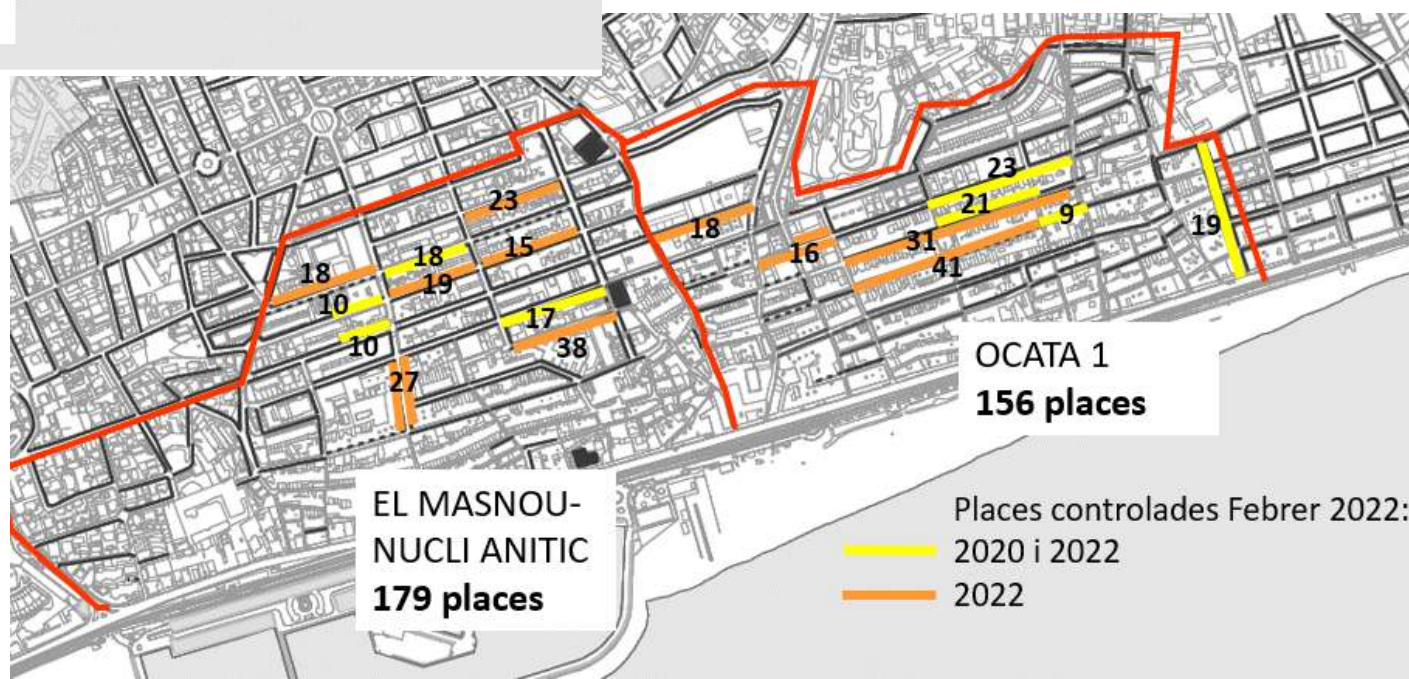 23
23
21
9
18
19
15
18
18
16
31
18
19
41
10
17
10
38
27
OCATA 1
156 places
EL MASNOU-
NUCLI ANITIC
179 places
Places controlades Febrer 2022:
2020 i 2022
2022